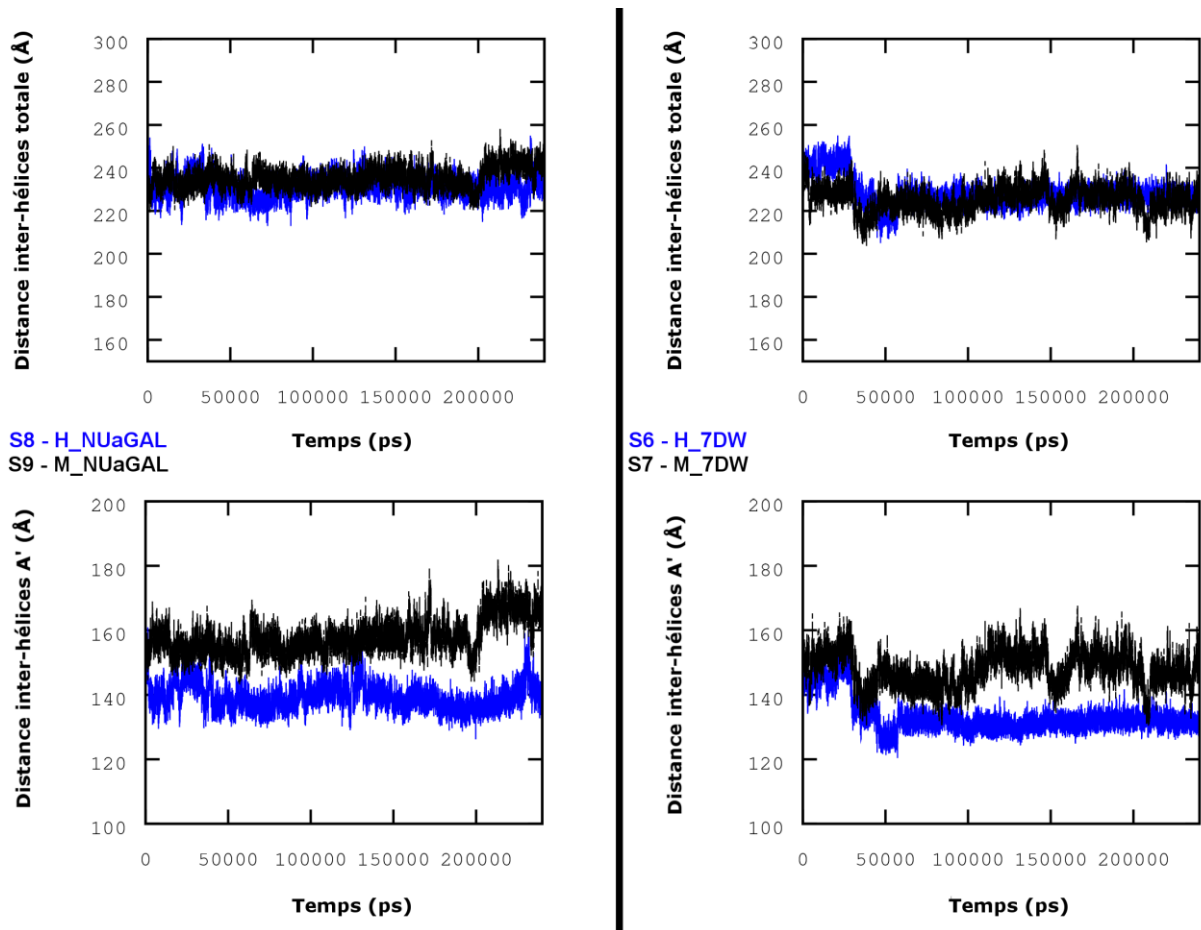 Distance inter-hélices totale (Å)
300
280
260
240
220
200
180
160
0 50000 100000 150000 200000
Temps (ps)
S8 - H_NUaGAL
S9 - M_NUaGAL
Distance inter-hélices A' (Å)
200
180
160
140
120
100
0 50000 100000 150000 200000
Temps (ps)
Distance inter-hélices totale (Å)
300
280
260
240
220
200
180
160
0 50000 100000 150000 200000
Temps (ps)
S6 - H_7DW
S7 - M_7DW
Distance inter-hélices A' (Å)
200
180
160
140
120
100
0 50000 100000 150000 200000
Temps (ps)